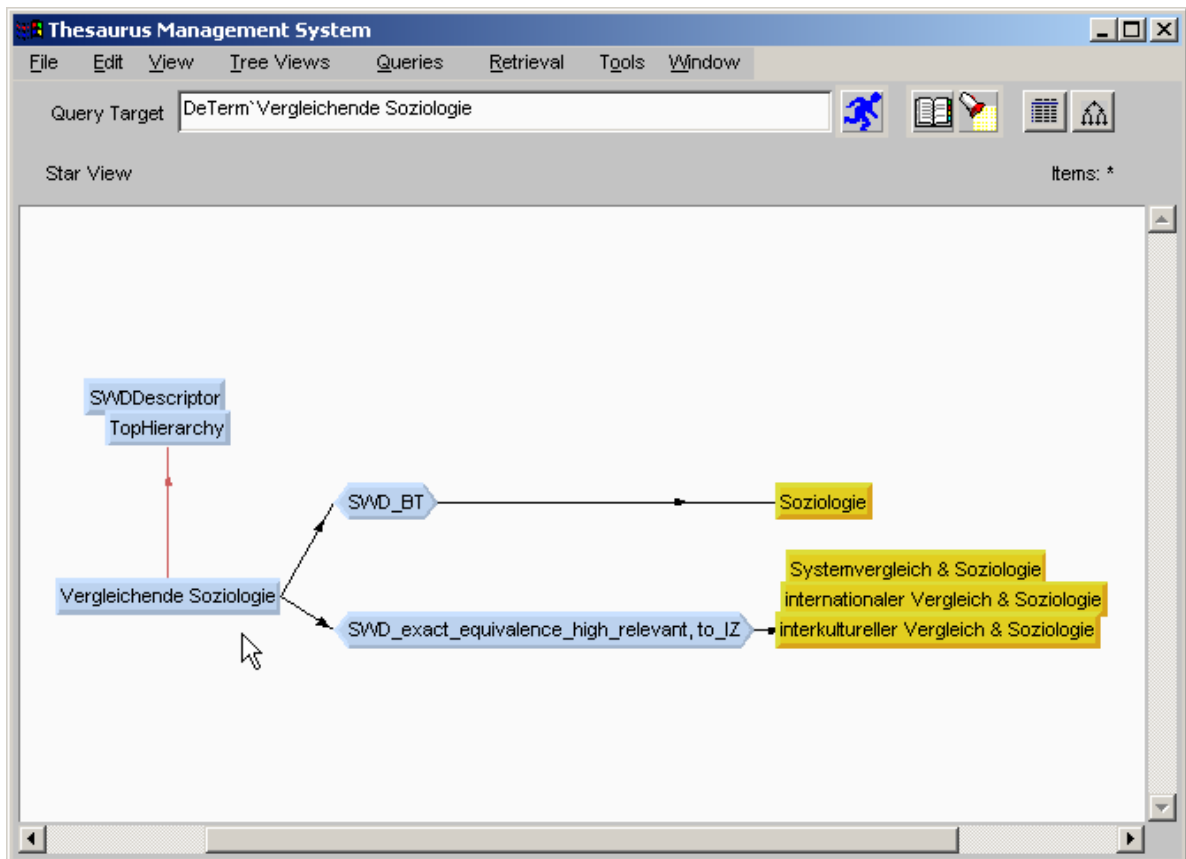 Thesaurus Management System
File Edit View Tree Views Queries Retrieval Tools Window
Query Target DeTerm`Vergleichende Soziologie
Star View Items: *
SWDDescriptor
TopHierarchy
SWD_BT Soziologie
Systemvergleich & Soziologie
Vergleichende Soziologie internationaler Vergleich & Soziologie
SWD_exact_equivalence_high_relevant, to_IZ interkultureller Vergleich & Soziologie